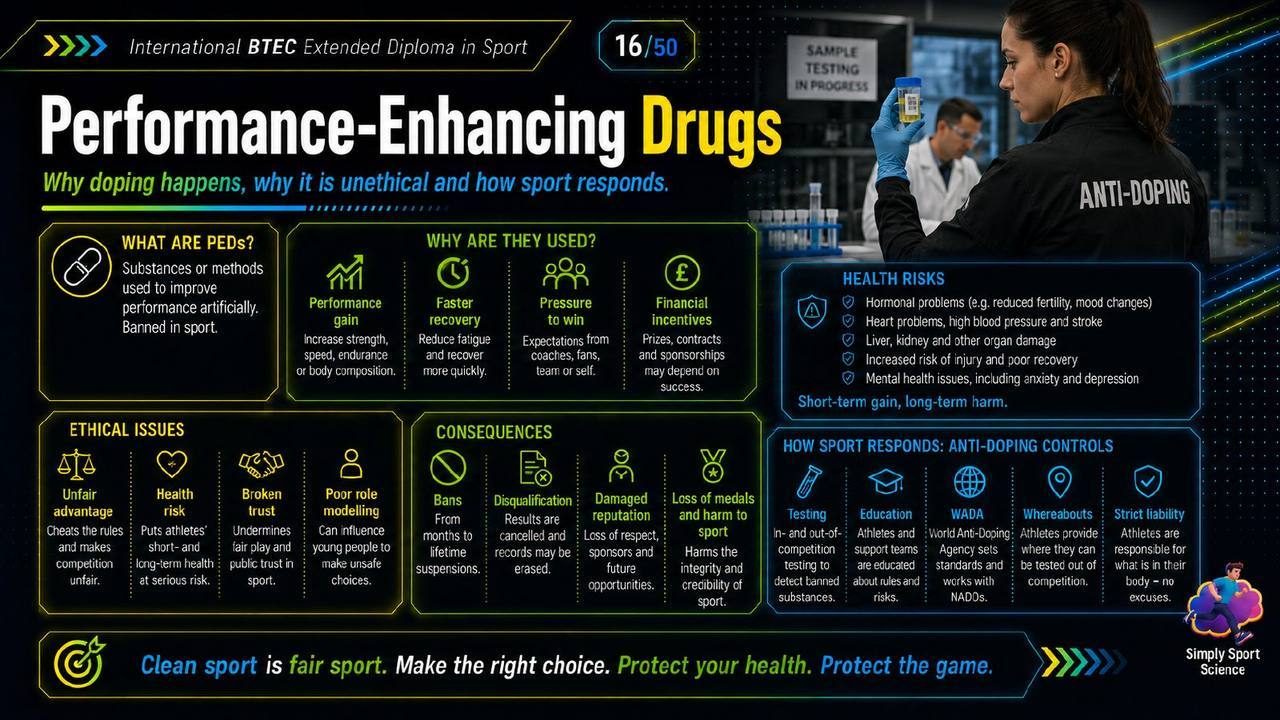 International BTEC Extended Diploma in Sport
16/50
SAMPLE
TESTING
IN PROGRESS
ANTI-DOPING
Performance-Enhancing Drugs
Why doping happens, why it is unethical and how sport responds.
WHAT ARE PEDs?
Substances or methods
used to improve
performance artificially.
Banned in sport.
WHY ARE THEY USED?
Performance
gain
Increase strength,
speed, endurance
or body composition.
Faster
recovery
Reduce fatigue
and recover
more quickly.
Pressure
to win
Expectations from
coaches, fans,
team or self.
Financial
incentives
Prizes, contracts
and sponsorships
may depend on
success.
HEALTH RISKS
Hormonal problems (e.g. reduced fertility, mood changes)
Heart problems, high blood pressure and stroke
Liver, kidney and other organ damage
Increased risk of injury and poor recovery
Mental health issues, including anxiety and depression
Short-term gain, long-term harm.
ETHICAL ISSUES
Unfair
advantage
Cheats the rules
and makes
competition
unfair.
Health
risk
Puts athletes'
short- and
long-term health
at serious risk.
Broken
trust
Undermines
fair play and
public trust in
sport.
Poor role
modelling
Can influence
young people to
make unsafe
choices.
CONSEQUENCES
Bans
From
months to
lifetime
suspensions.
Disqualification
Results are
cancelled and
records may be
erased.
Damaged
reputation
Loss of respect,
sponsors and
future
opportunities.
Loss of medals
and harm to
sport
Harms the
integrity and
credibility of
sport.
HOW SPORT RESPONDS: ANTI-DOPING CONTROLS
Testing
In- and out-of-
competition
testing to
detect banned
substances.
Education
Athletes and
support teams
are educated
about rules and
risks.
WADA
World Anti-Doping
Agency sets
standards and
works with
NADOs.
Whereabouts
Athletes provide
where they can
be tested out of
competition.
Strict liability
Athletes are
responsible for
what is in their
body – no
excuses.
Clean sport is fair sport. Make the right choice. Protect your health. Protect the game.
Simply Sport
Science